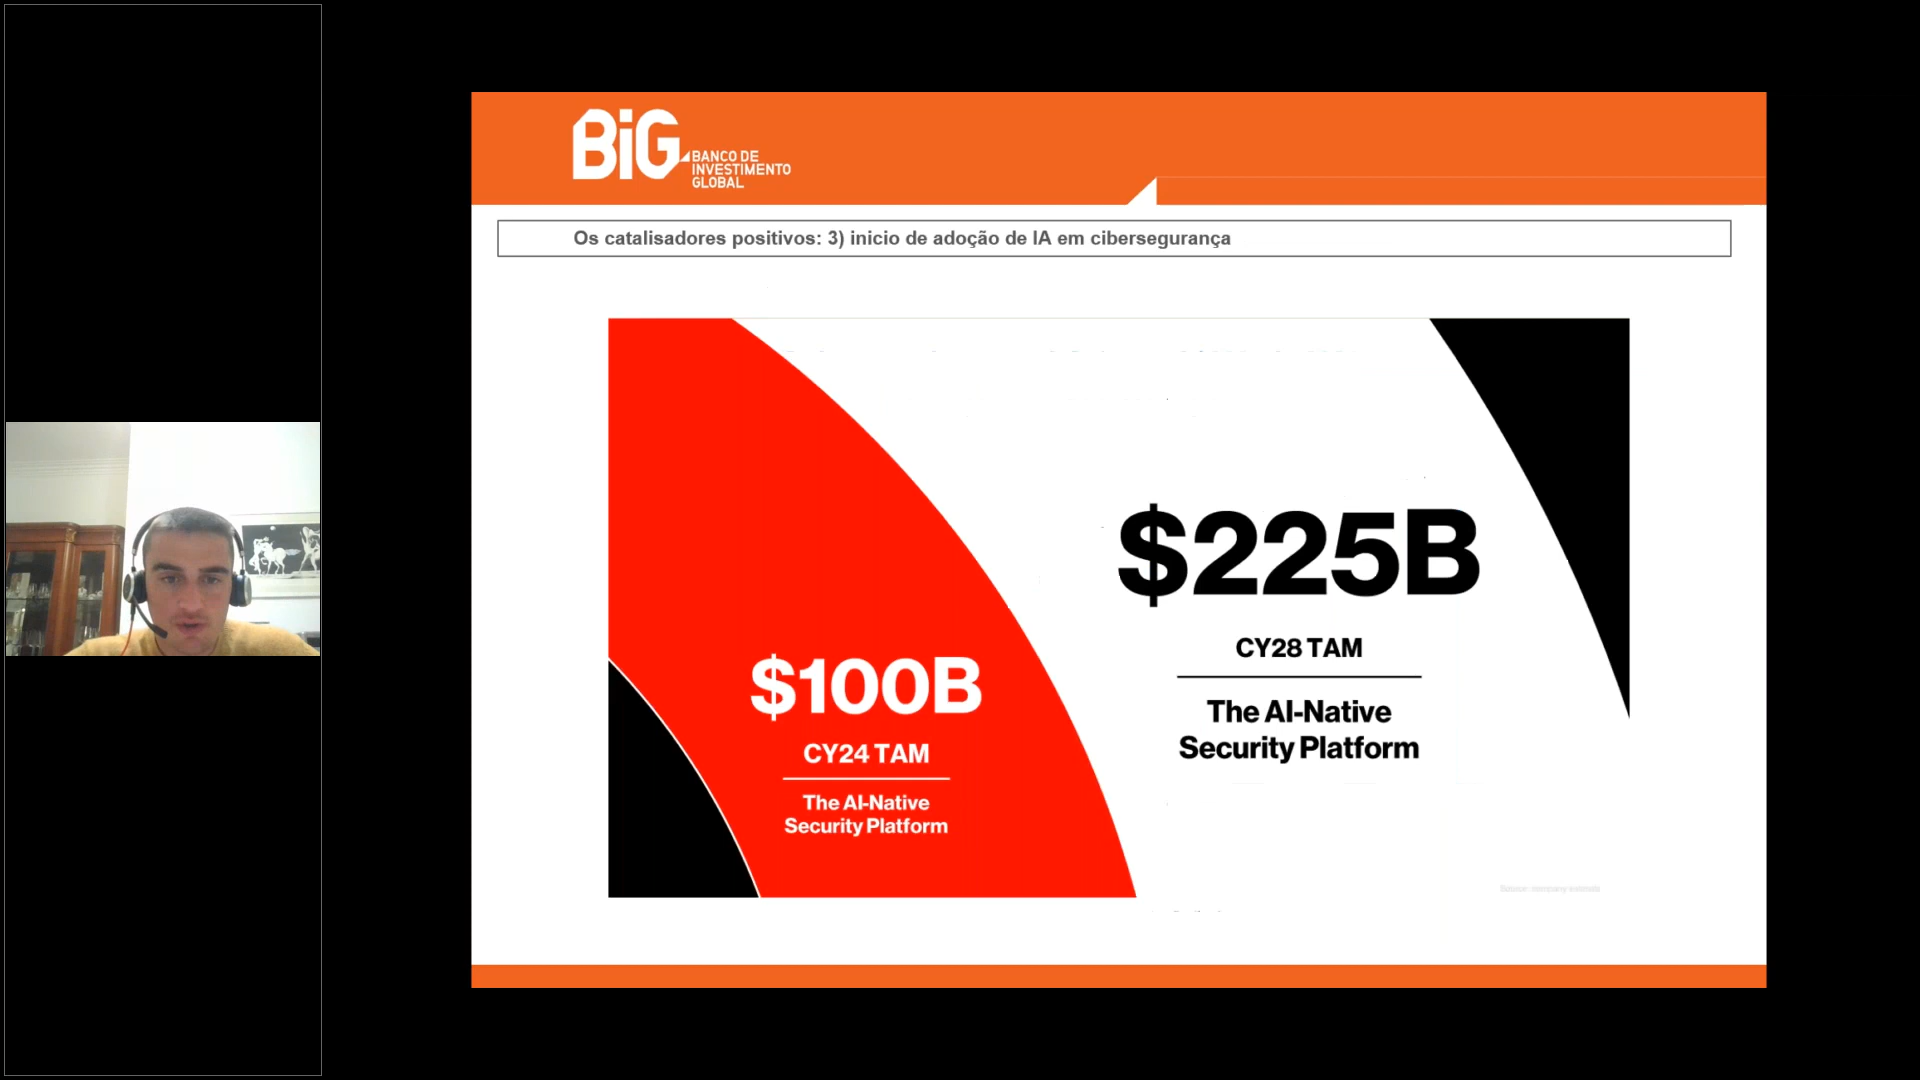 BiG
BANCO DE
INVESTIMENTO
GLOBAL
Os catalisadores positivos: 3) inicio de adoção de IA em cibersegurança
$225B
CY28 TAM
The AI-Native
Security Platform
$100B
CY24 TAM
The AI-Native
Security Platform